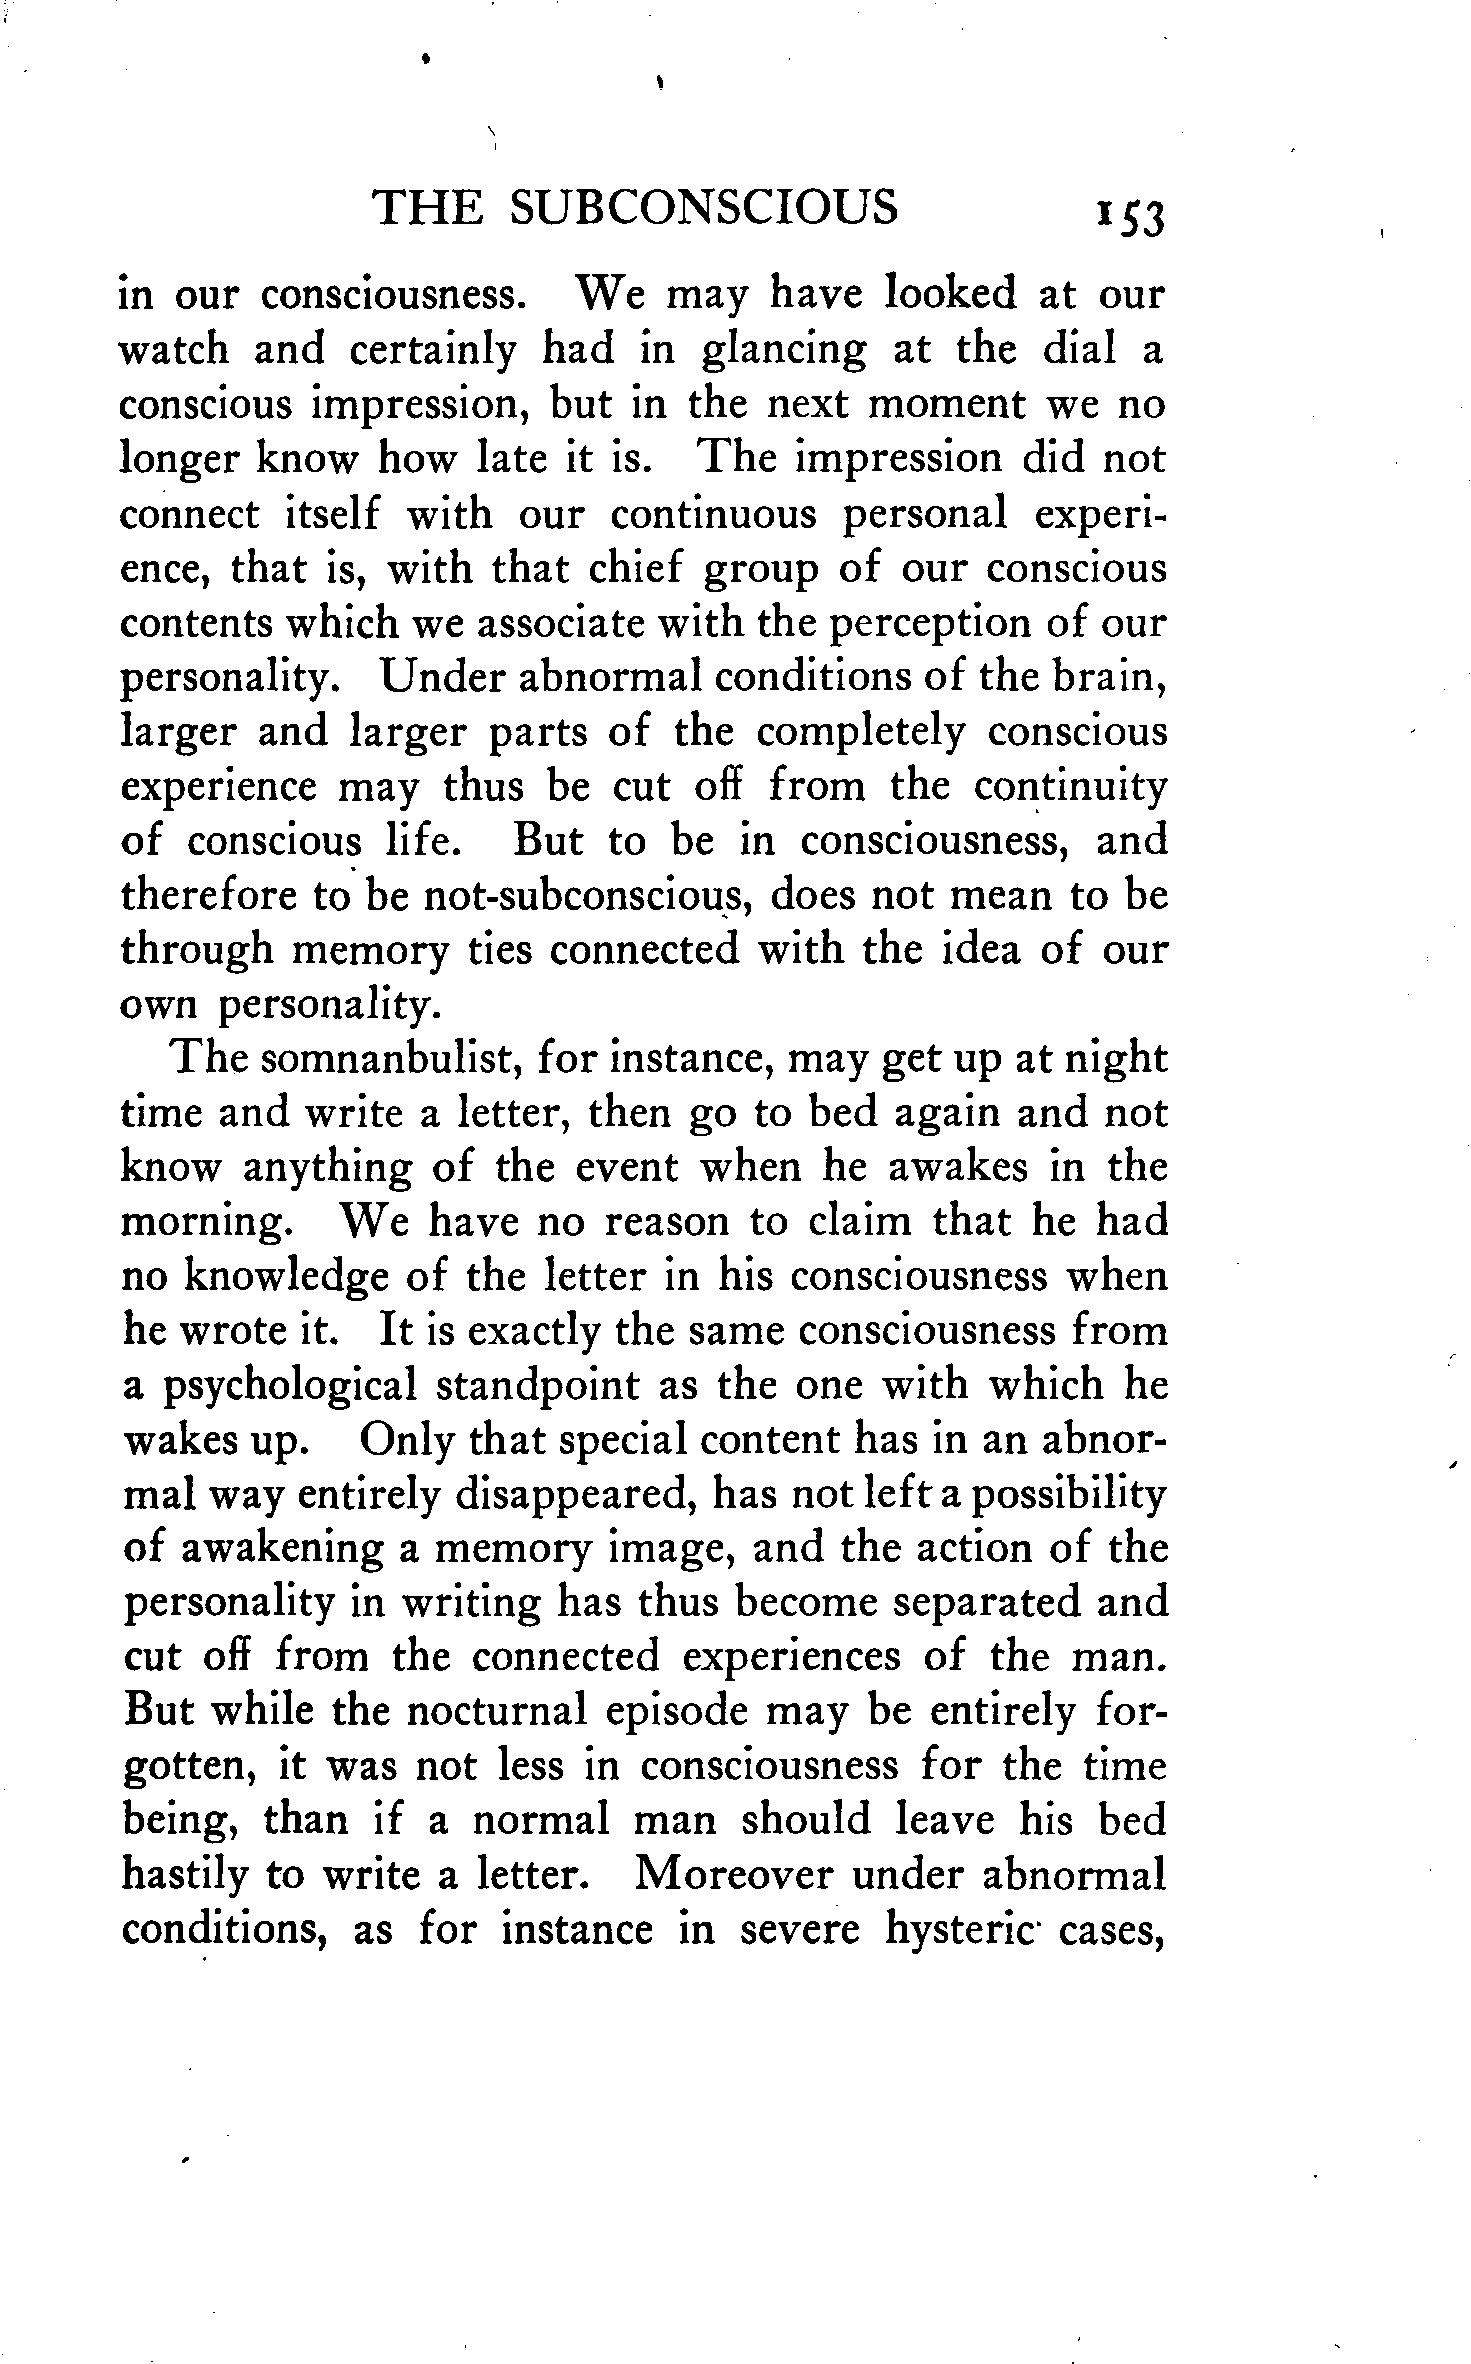 THE SUBCONSCIOUS 153
in our consciousness. We may have looked at our
watch and certainly had in glancing at the dial a
conscious impression, but in the next moment we no
longer know how late it is. The impression did not
connect itself with our continuous personal experi-
ence, that is, with that chief group of our conscious
contents which we associate with the perception of our
personality. Under abnormal conditions of the brain,
larger and larger parts of the completely conscious
experience may thus be cut off from the continuity
of conscious life. But to be in consciousness, and
therefore to be not-subconscious, does not mean to be
through memory ties connected with the idea of our
own personality.
The somnanbulist, for instance, may get up at night
time and write a letter, then go to bed again and not
know anything of the event when he awakes in the
morning. We have no reason to claim that he had
no knowledge of the letter in his consciousness when
he wrote it. It is exactly the same consciousness from
a psychological standpoint as the one with which he
wakes up. Only that special content has in an abnor-
mal way entirely disappeared, has not left a possibility
of awakening a memory image, and the action of the
personality in writing has thus become separated and
cut off from the connected experiences of the man.
But while the nocturnal episode may be entirely for-
gotten, it was not less in consciousness for the time
being, than if a normal man should leave his bed
hastily to write a letter. Moreover under abnormal
conditions, as for instance in severe hysteric cases,